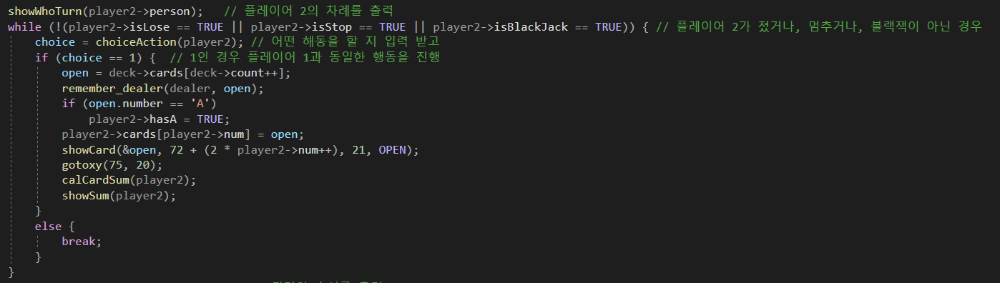 showWhoTurn(player2->person);   // 플레이어 2의 차례를 출력
while (!(player2->isLose == TRUE || player2->isStop == TRUE || player2->isBlackJack == TRUE)) { // 플레이어 2가 졌거나, 멈추거나, 블랙잭이 아닌 경우
    choice = choiceAction(player2); // 어떤 해동을 할 지 입력 받고
    if (choice == 1) {  // 1인 경우 플레이어 1과 동일한 행동을 진행
        open = deck->cards[deck->count++];
        remember_dealer(dealer, open);
        if (open.number == 'A')
            player2->hasA = TRUE;
        player2->cards[player2->num] = open;
        showCard(&open, 72 + (2 * player2->num++), 21, OPEN);
        gotoxy(75, 20);
        calCardSum(player2);
        showSum(player2);
    }
    else {
        break;
    }
}